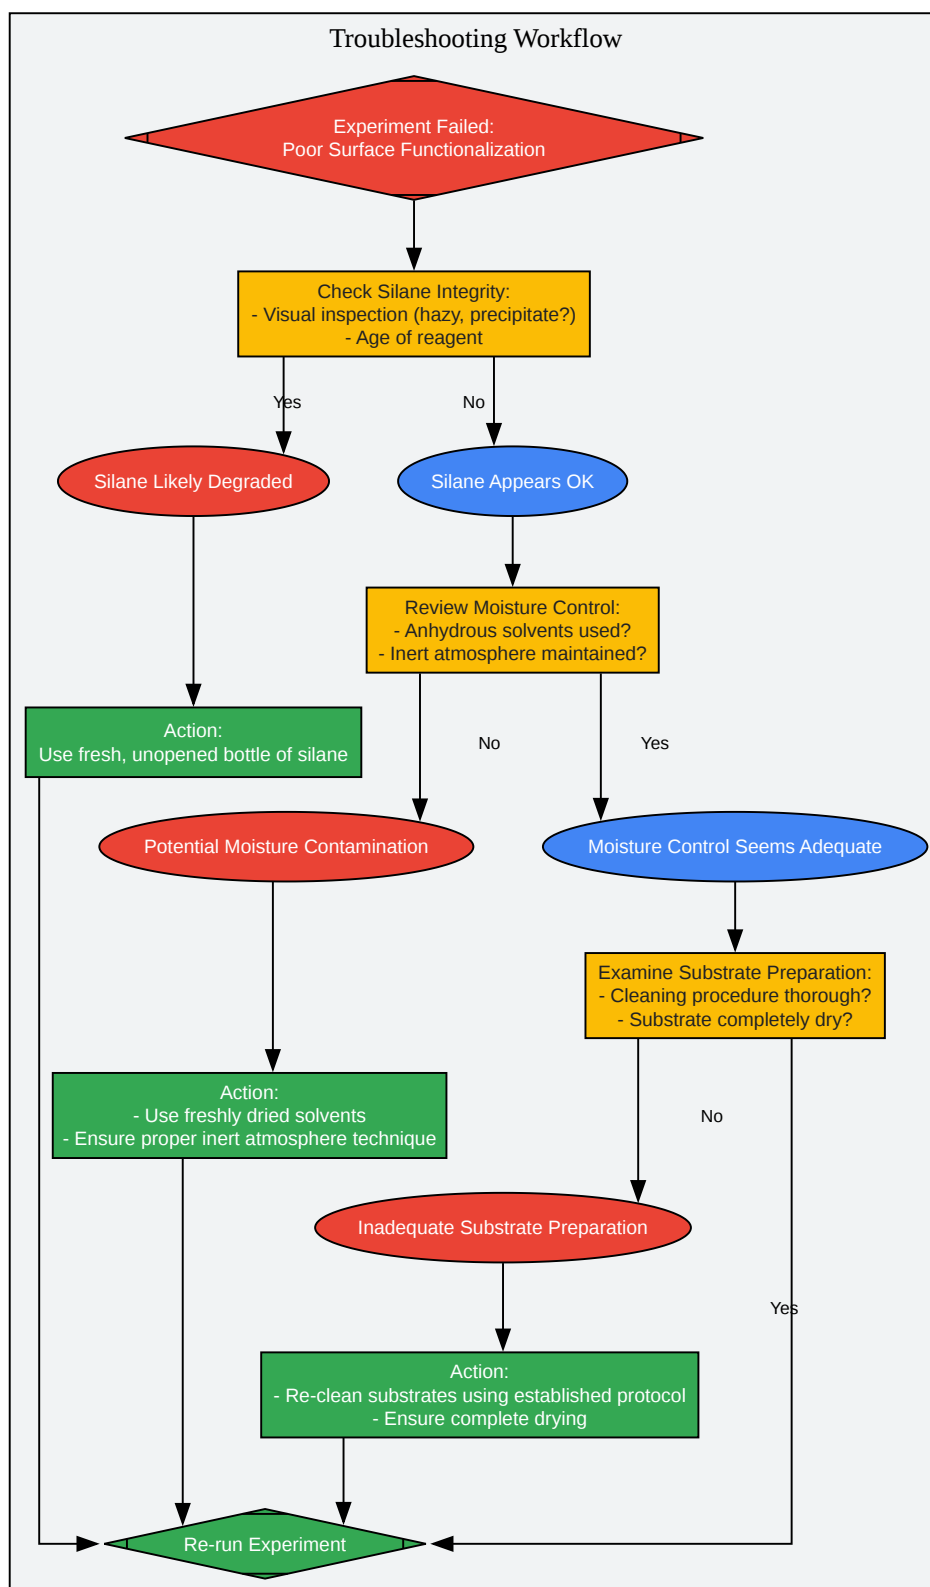 Troubleshooting Workflow
Experiment Failed:
Poor Surface Functionalization
Check Silane Integrity:
- Visual inspection (hazy, precipitate?)
- Age of reagent
Yes
No
Silane Likely Degraded
Silane Appears OK
Review Moisture Control:
- Anhydrous solvents used?
- Inert atmosphere maintained?
Action:
Use fresh, unopened bottle of silane
No
Yes
Potential Moisture Contamination
Moisture Control Seems Adequate
Examine Substrate Preparation:
- Cleaning procedure thorough?
- Substrate completely dry?
Action:
- Use freshly dried solvents
- Ensure proper inert atmosphere technique
No
Inadequate Substrate Preparation
Yes
Action:
- Re-clean substrates using established protocol
- Ensure complete drying
Re-run Experiment